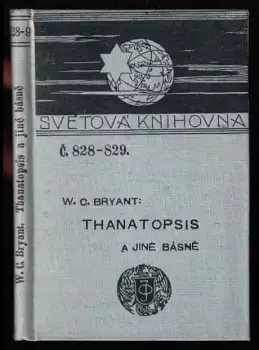 28-9
W. C. Bryant. Thanatopsis a jiné básně
SVĚTOVÁ KNIHOVNA
Č. 828-829.
W. C. BRYANT:
THANATOPSIS
A JINÉ BÁSNĚ